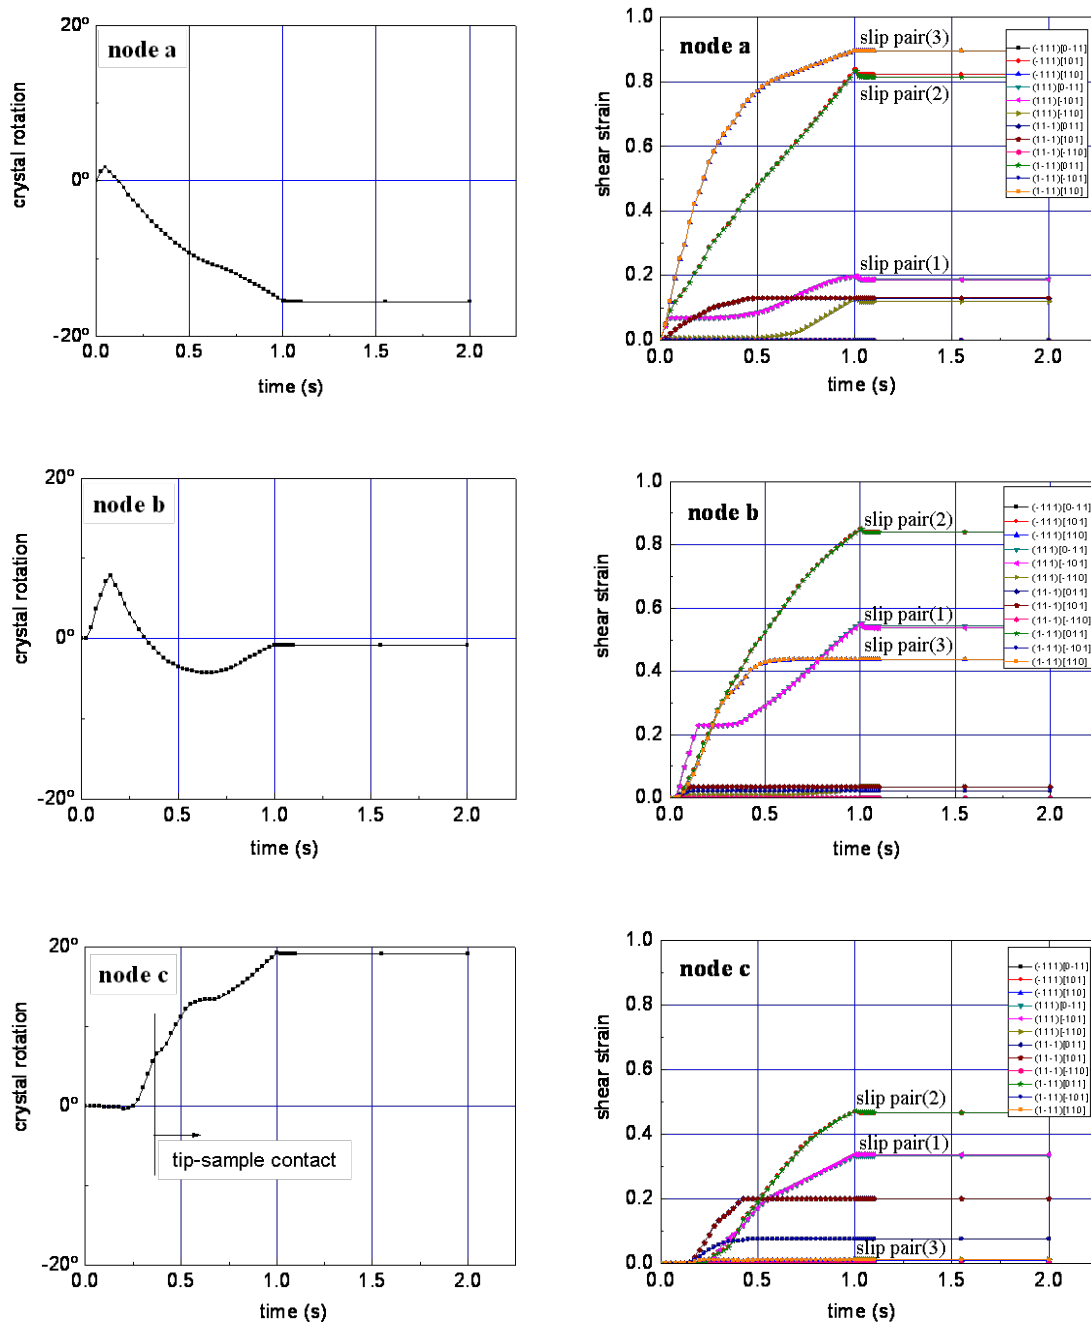 20°
node a
crystal rotation
0°
-20°
0.0 0.5 1.0 1.5 2.0
time (s)
1.0
node a
slip pair(3)
slip pair(2)
slip pair(1)
0.8
0.6
0.4
0.2
0.0
shear strain
(-111)[0-11]
(-111)[101]
(-111)[110]
(111)[0-11]
(111)[-101]
(111)[-110]
(11-1)[011]
(11-1)[101]
(11-1)[-110]
(1-11)[011]
(1-11)[-101]
(1-11)[110]
0.0 0.5 1.0 1.5 2.0
time (s)
20°
node b
crystal rotation
0°
-20°
0.0 0.5 1.0 1.5 2.0
time (s)
1.0
node b
slip pair(2)
slip pair(1)
slip pair(3)
0.8
0.6
0.4
0.2
0.0
shear strain
(-111)[0-11]
(-111)[101]
(-111)[110]
(111)[0-11]
(111)[-101]
(111)[-110]
(11-1)[011]
(11-1)[101]
(11-1)[-110]
(1-11)[011]
(1-11)[-101]
(1-11)[110]
0.0 0.5 1.0 1.5 2.0
time (s)
20°
node c
crystal rotation
0°
tip-sample contact
-20°
0.0 0.5 1.0 1.5 2.0
time (s)
1.0
node c
slip pair(2)
slip pair(1)
slip pair(3)
0.8
0.6
0.4
0.2
0.0
shear strain
(-111)[0-11]
(-111)[101]
(-111)[110]
(111)[0-11]
(111)[-101]
(111)[-110]
(11-1)[011]
(11-1)[101]
(11-1)[-110]
(1-11)[011]
(1-11)[-101]
(1-11)[110]
0.0 0.5 1.0 1.5 2.0
time (s)